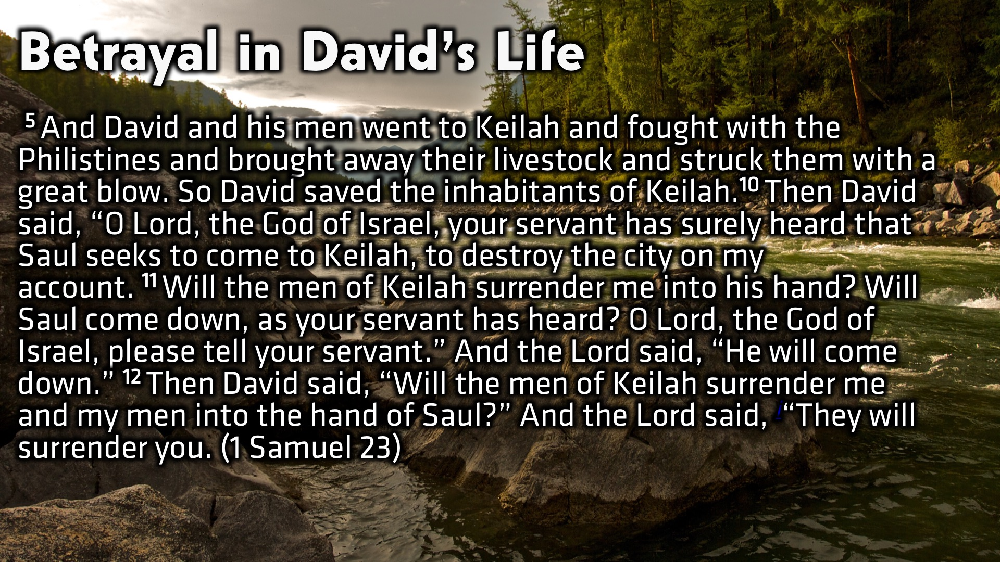 Betrayal in David’s Life
⁵ And David and his men went to Keilah and fought with the
Philistines and brought away their livestock and struck them with a
great blow. So David saved the inhabitants of Keilah.¹⁰ Then David
said, “O Lord, the God of Israel, your servant has surely heard that
Saul seeks to come to Keilah, to destroy the city on my
account. ¹¹ Will the men of Keilah surrender me into his hand? Will
Saul come down, as your servant has heard? O Lord, the God of
Israel, please tell your servant.” And the Lord said, “He will come
down.” ¹² Then David said, “Will the men of Keilah surrender me
and my men into the hand of Saul?” And the Lord said, “They will
surrender you. (1 Samuel 23)